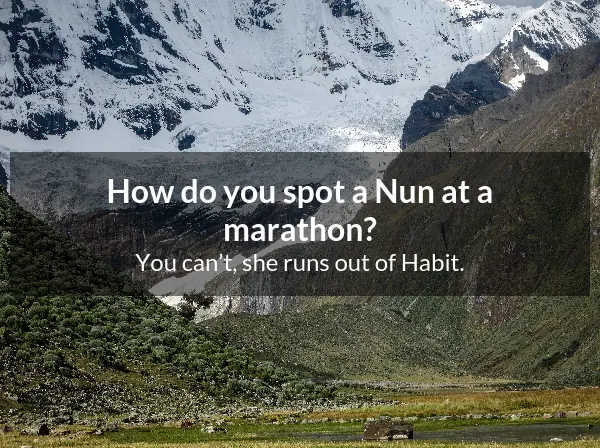 How do you spot a Nun at a
marathon?
You can’t, she runs out of Habit.